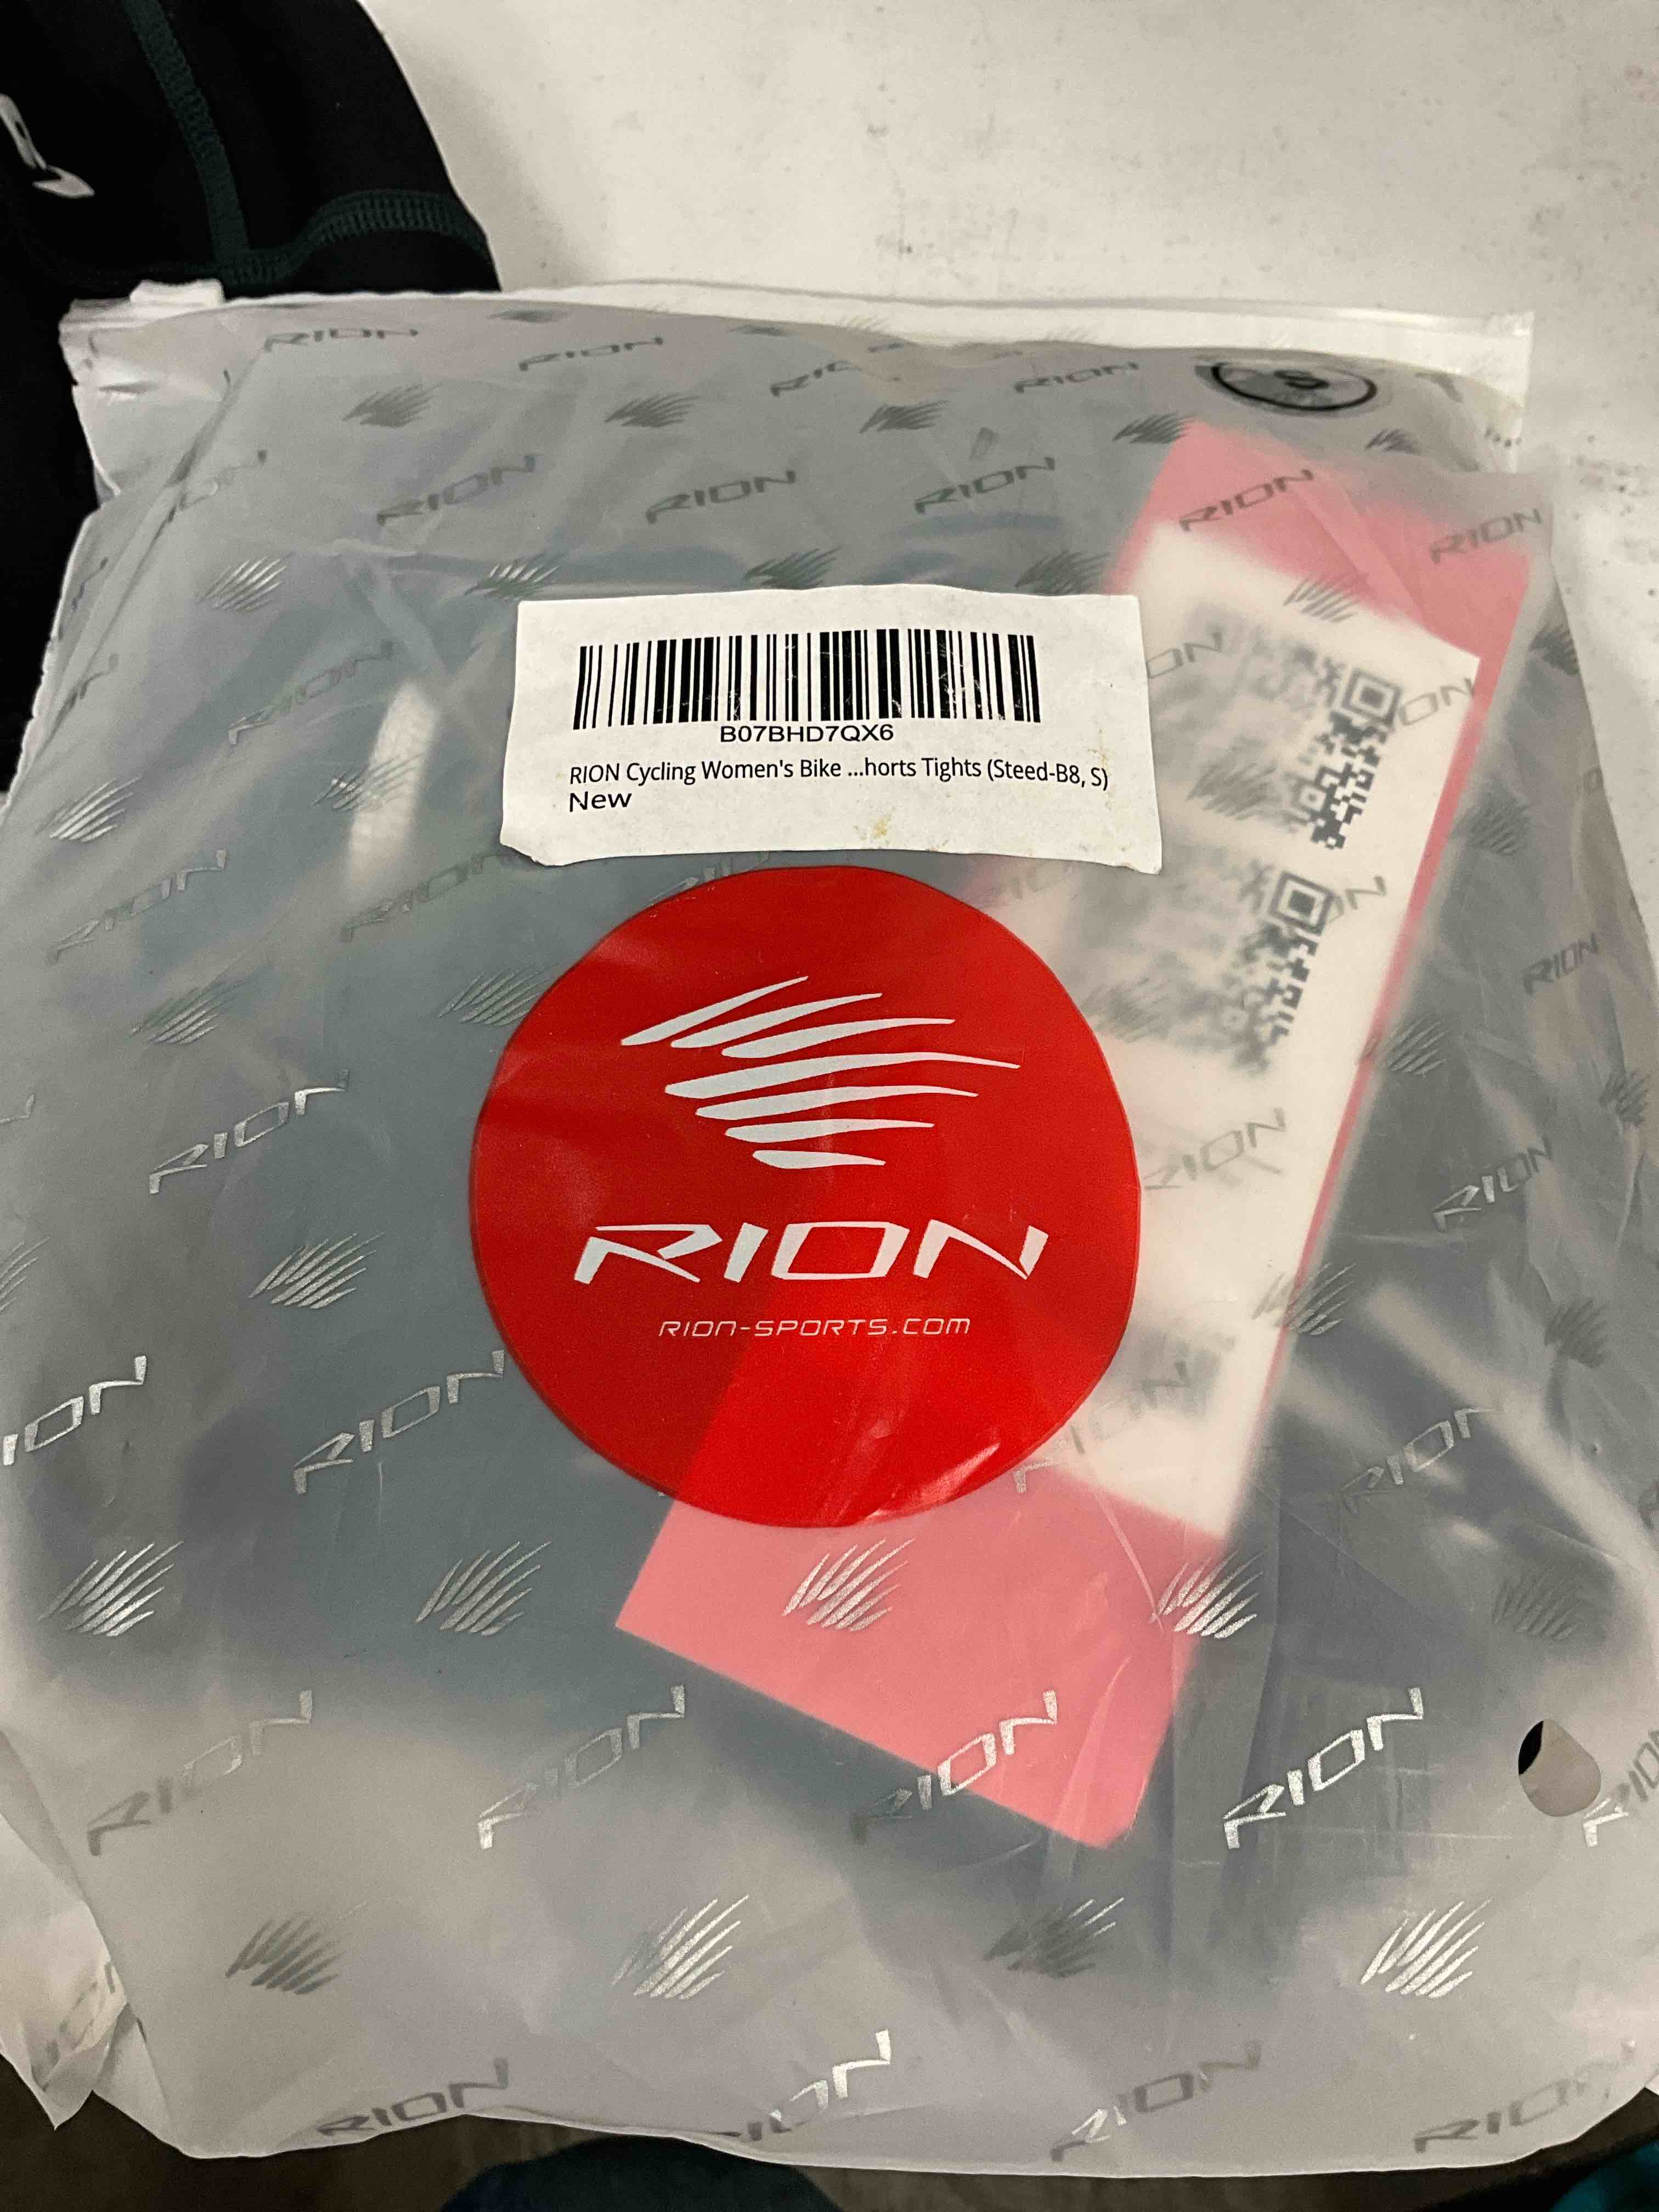 S
B07BHD7QX6
RION Cycling Women's Bike ...horts Tights (Steed-B8, S)
New
RION
RION-SPORTS.COM